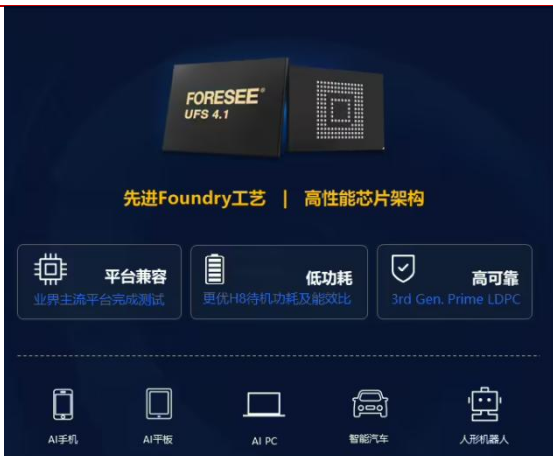 FORESEE®
UFS 4.1
先进Foundry工艺 | 高性能芯片架构
平台兼容
业界主流平台完成测试
低功耗
更优H8待机功耗及能效比
高可靠
3rd Gen. Prime LDPC
AI手机
AI平板
AI PC
智能汽车
人形机器人